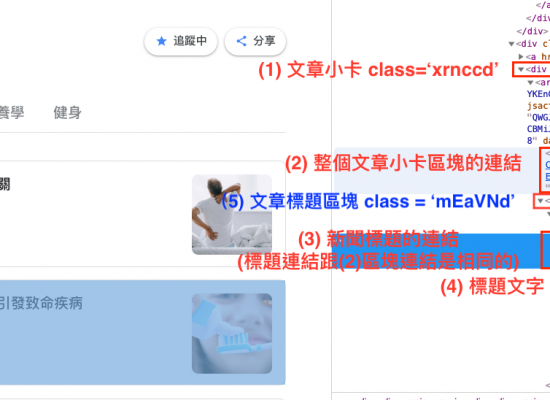 追蹤中
分享
養學
健身
關
引發致命疾病
(1) 文章小卡 class=‘xrnccd’
(2) 整個文章小卡區塊的連結
(5) 文章標題區塊 class = ‘mEaVNd’
(3) 新聞標題的連結
(標題連結跟(2)區塊連結是相同的)
(4) 標題文字
</a
</div>
</div>
▼<div cl
▶<a hr
▼<div
▼<ar
YKEn
jsact
"QWGJ
CBMi
8" da